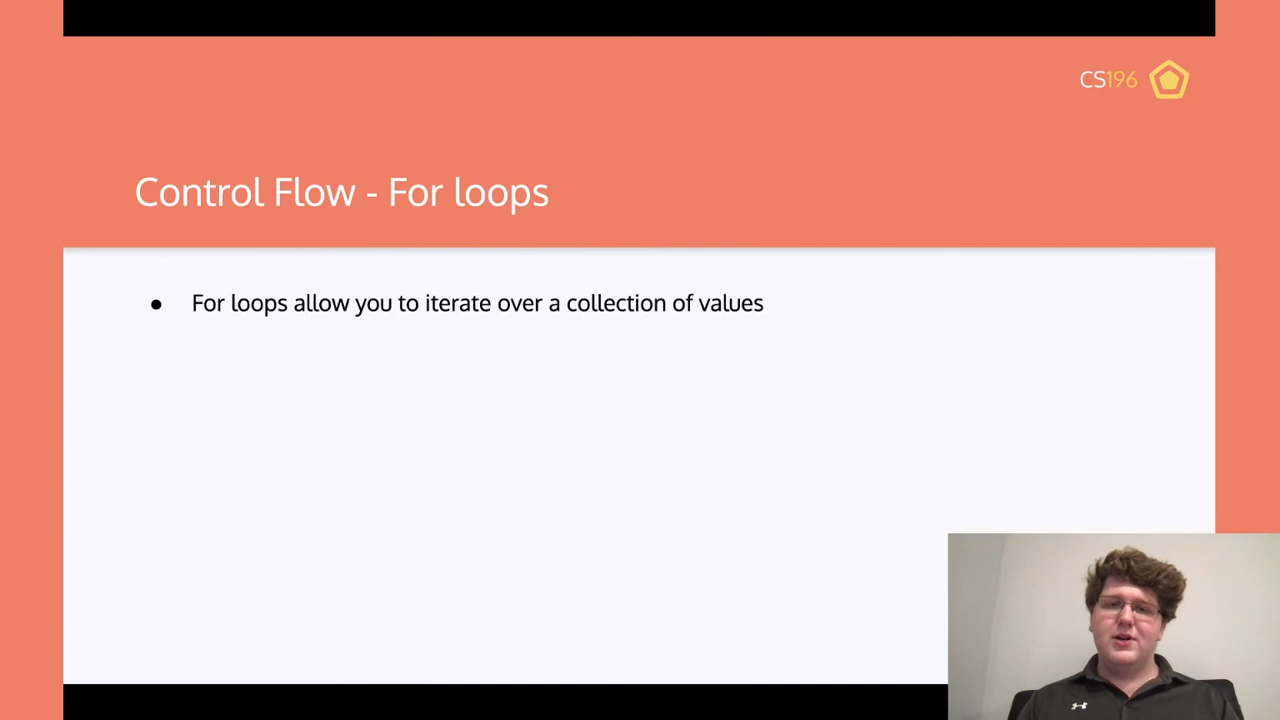 CS196
Control Flow - For loops
● For loops allow you to iterate over a collection of values